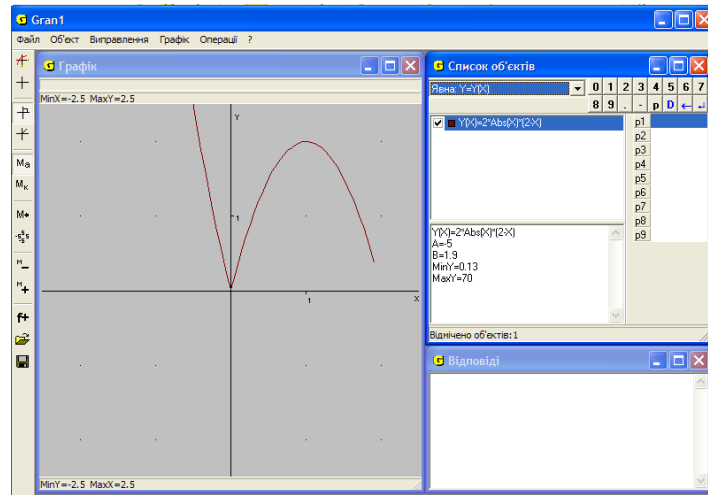 Gran1
Файл Об'єкт Виправлення Графік Операції ?
Графік
MinX=-2.5 MaxY=2.5
Y
1
X
1
MinY=-2.5 MaxX=2.5
Ma
Mк
M*
M
M
f+
Список об'єктів
Явна: Y=Y(X)
0 1 2 3 4 5 6 7
8 9 . - p D
Y(X)=2*Abs(X)*(2-X)
p1
p2
p3
p4
p5
p6
p7
p8
p9
Y(X)=2*Abs(X)*(2-X)
A=-5
B=1.9
MinY=0.13
MaxY=70
Відмічено об'єктів:1
Відповіді